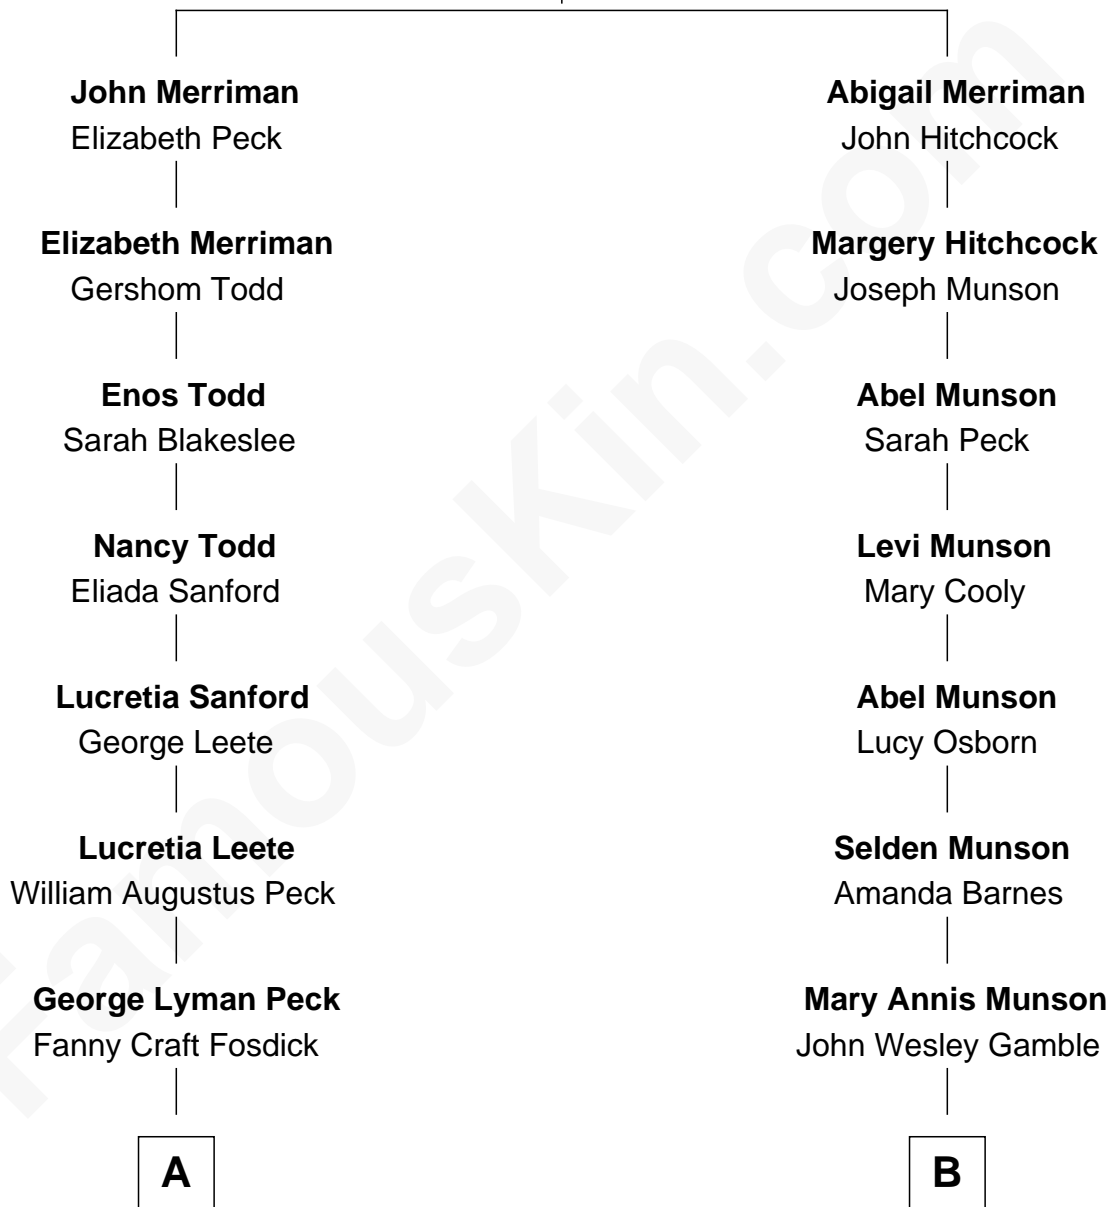 John Merriman
Elizabeth Peck
Abigail Merriman
John Hitchcock
Elizabeth Merriman
Gershom Todd
Margery Hitchcock
Joseph Munson
Enos Todd
Sarah Blakeslee
Abel Munson
Sarah Peck
Nancy Todd
Eliada Sanford
Levi Munson
Mary Cooly
Lucretia Sanford
George Leete
Abel Munson
Lucy Osborn
Lucretia Leete
William Augustus Peck
Selden Munson
Amanda Barnes
George Lyman Peck
Fanny Craft Fosdick
Mary Annis Munson
John Wesley Gamble
A
B
FamousKin.com